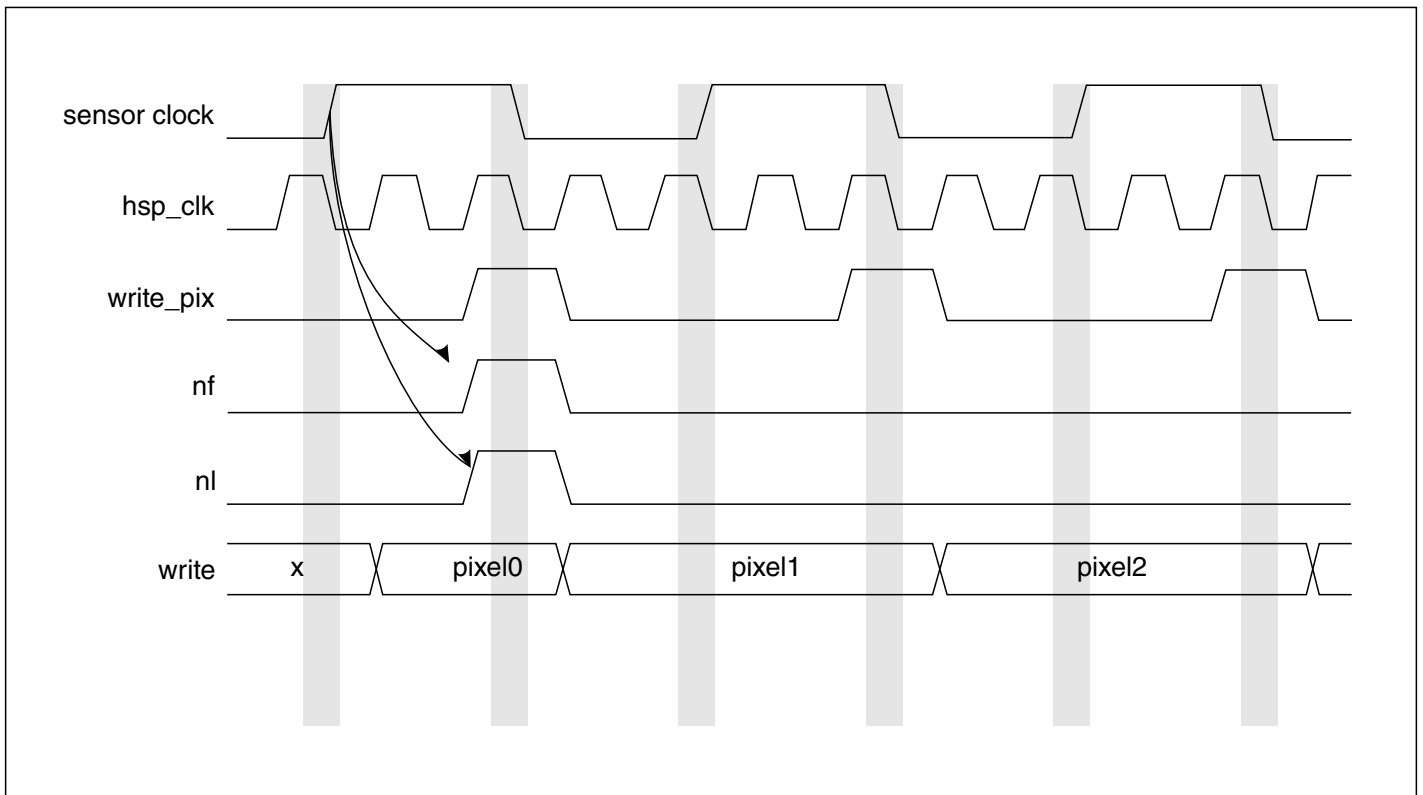 sensor clock
hsp_clk
write_pix
nf
nl
write
x
pixel0
pixel1
pixel2